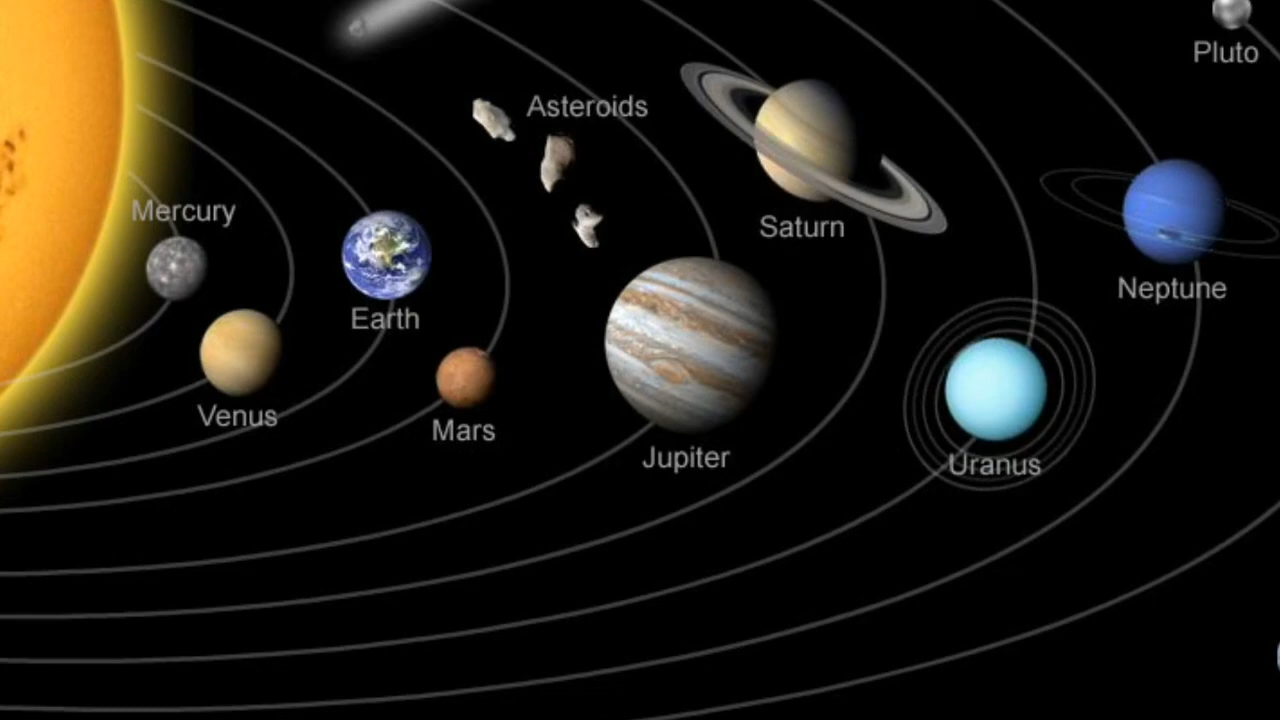 Pluto
Asteroids
Mercury
Saturn
Neptune
Earth
Venus
Mars
Jupiter
Uranus